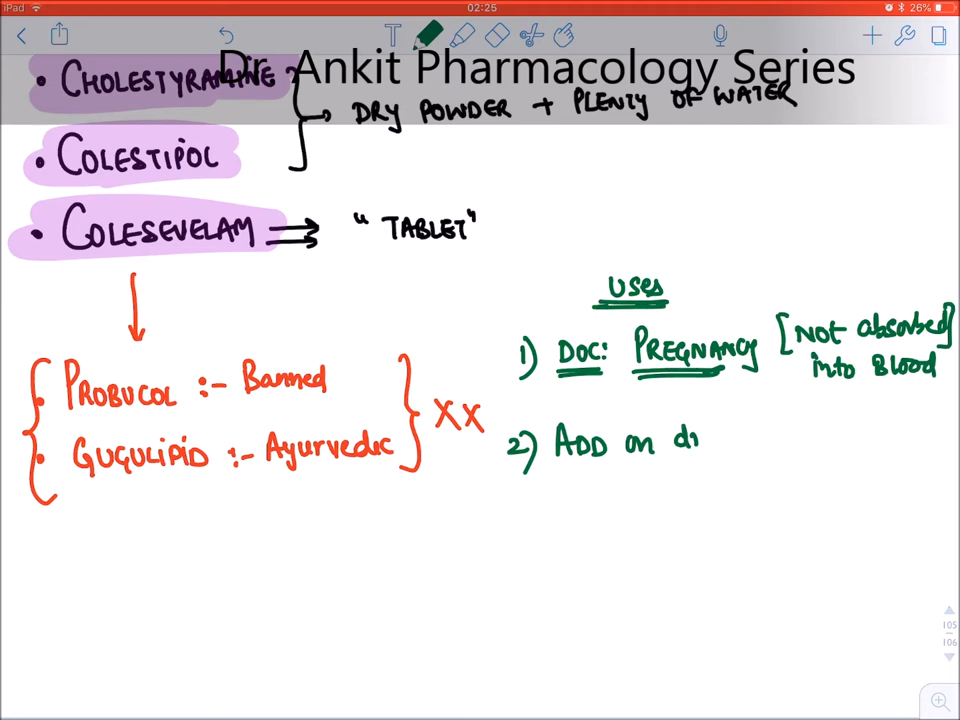 iPad 02:25 26%
Dr. Ankit Pharmacology Series
• CHOLESTYRAMINE
→ DRY POWDER + PLENTY OF WATER
• COLESTIPOL
• COLESEVELAM ⇒ " TABLET"
Uses
1) DOC: PREGNANCY [Not absorbed] into Blood
• PROBUCOL :- Banned
• GUGULIPID :- Ayurvedic
XX
2) ADD on di
105
106